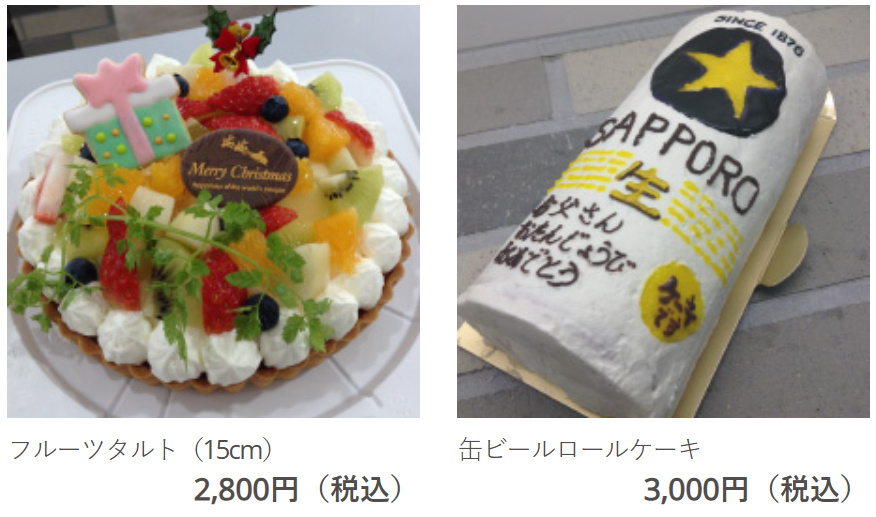 Merry Christmas
フルーツタルト（15cm）
2,800円（税込）
SINCE 1876
SAPPORO
生
お父さん
おたんじょうび
おめでとう
缶ビールロールケーキ
3,000円（税込）